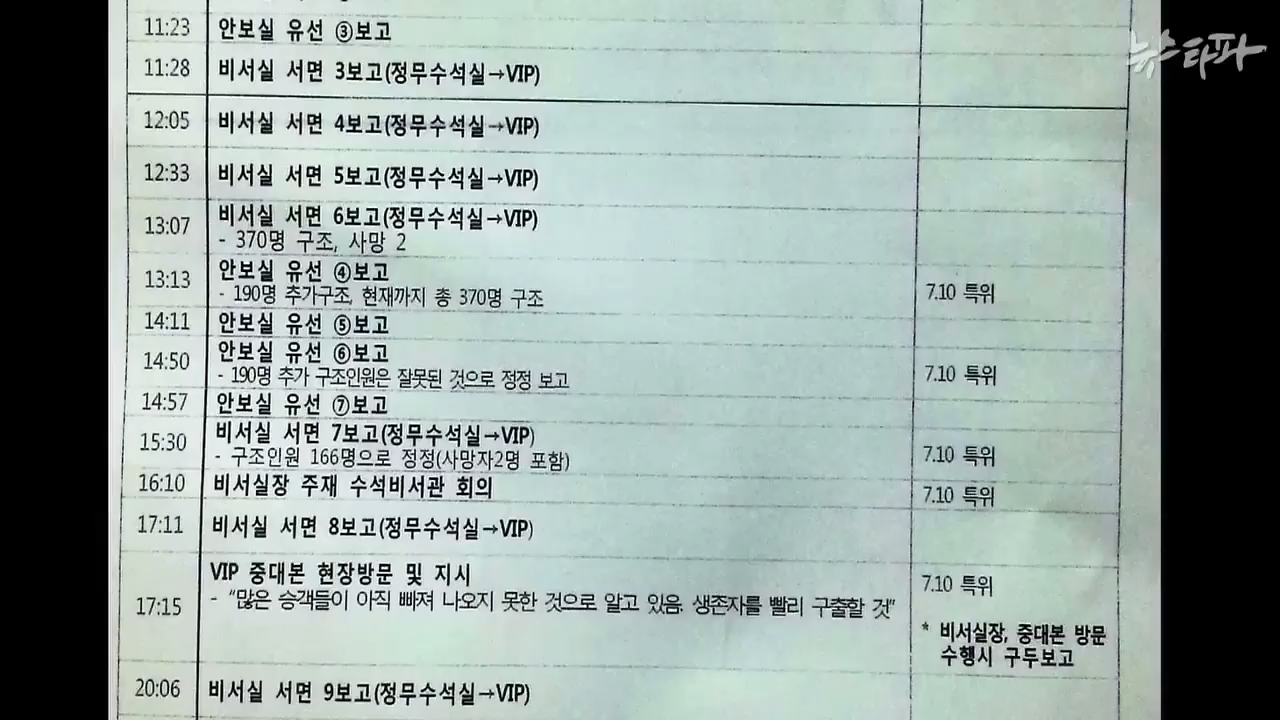 뉴스타파
11:23 안보실 유선 ③보고
11:28 비서실 서면 3보고(정무수석실→VIP)
12:05 비서실 서면 4보고(정무수석실→VIP)
12:33 비서실 서면 5보고(정무수석실→VIP)
13:07 비서실 서면 6보고(정무수석실→VIP)
- 370명 구조, 사망 2
13:13 안보실 유선 ④보고
- 190명 추가구조, 현재까지 총 370명 구조 7.10 특위
14:11 안보실 유선 ⑤보고
14:50 안보실 유선 ⑥보고
- 190명 추가 구조인원은 잘못된 것으로 정정 보고 7.10 특위
14:57 안보실 유선 ⑦보고
15:30 비서실 서면 7보고(정무수석실→VIP)
- 구조인원 166명으로 정정(사망자2명 포함) 7.10 특위
16:10 비서실장 주재 수석비서관 회의 7.10 특위
17:11 비서실 서면 8보고(정무수석실→VIP)
17:15 VIP 중대본 현장방문 및 지시 7.10 특위
- “많은 승객들이 아직 빠져 나오지 못한 것으로 알고 있음. 생존자를 빨리 구출할 것”
* 비서실장, 중대본 방문
수행시 구두보고
20:06 비서실 서면 9보고(정무수석실→VIP)